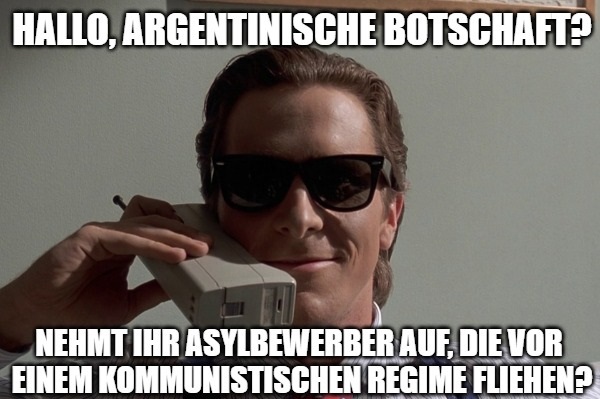 HALLO, ARGENTINISCHE BOTSCHAFT?
NEHMT IHR ASYLBEWERBER AUF, DIE VOR
EINEM KOMMUNISTISCHEN REGIME FLIEHEN?